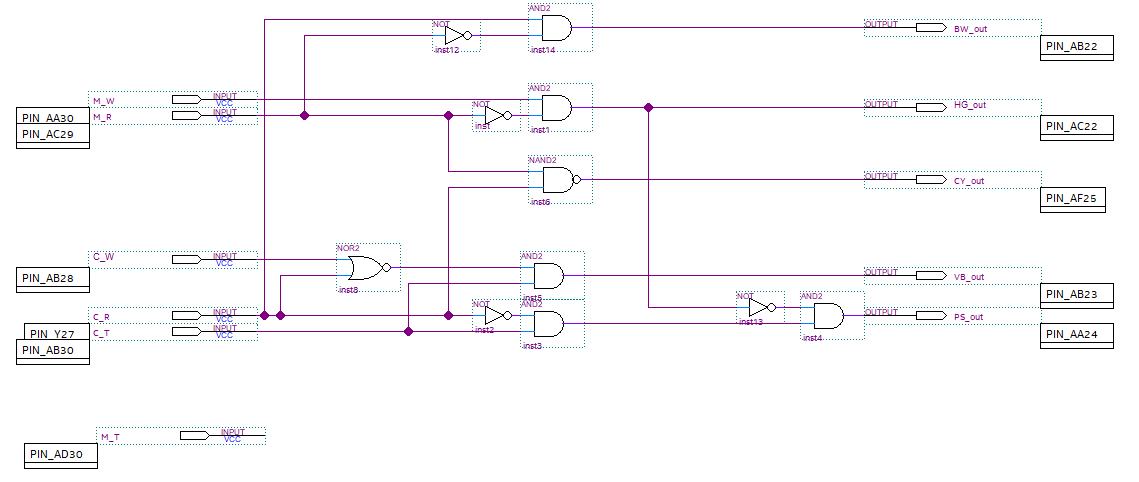 AND2
NOT
OUTPUT
BW_out
inst12
inst14
PIN_AB22
AND2
M_W
INPUT
VCC
NOT
OUTPUT
HG_out
M_R
INPUT
VCC
PIN_AA30
inst
inst1
PIN_AC22
PIN_AC29
NAND2
OUTPUT
CY_out
inst6
PIN_AF25
NOR2
C_W
INPUT
VCC
AND2
OUTPUT
VB_out
PIN_AB28
inst8
inst5
PIN_AB23
NOT
AND2
NOT
AND2
C_R
INPUT
VCC
OUTPUT
PS_out
C_T
INPUT
VCC
inst2
inst13
PIN_Y27
inst3
inst4
PIN_AA24
PIN_AB30
M_T
INPUT
VCC
PIN_AD30